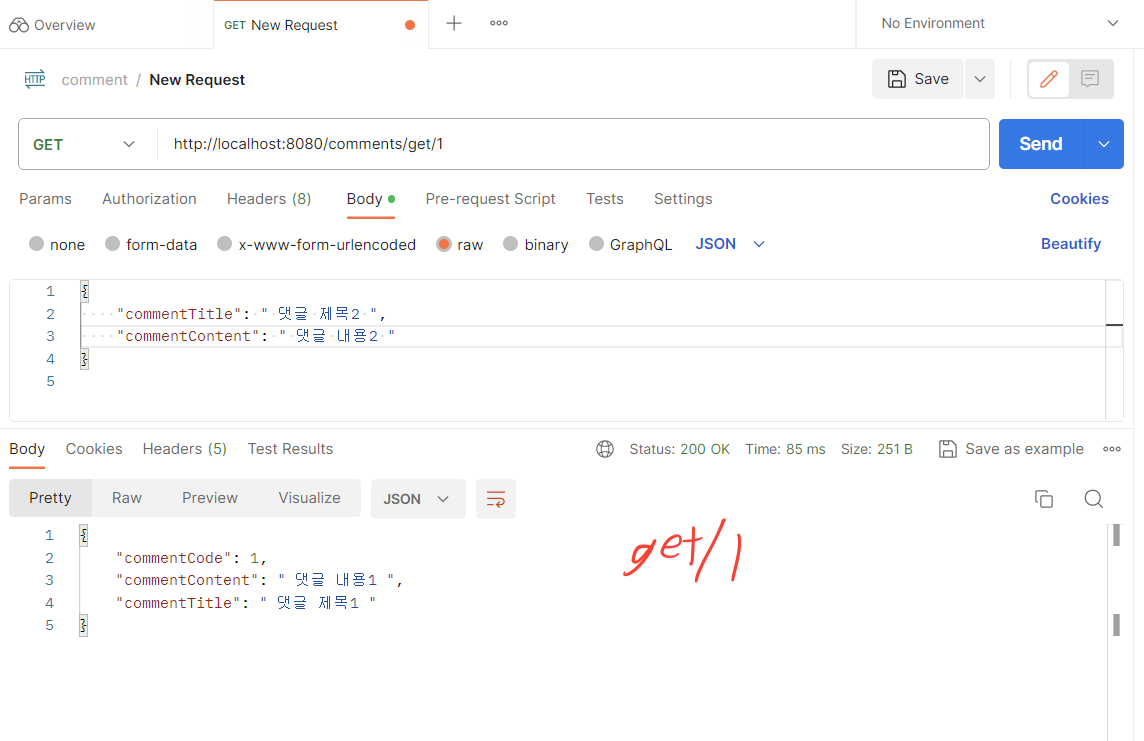 Overview
GET New Request
No Environment
HTTP comment / New Request
Save
GET
http://localhost:8080/comments/get/1
Send
Params Authorization Headers (8) Body Pre-request Script Tests Settings Cookies
none form-data x-www-form-urlencoded raw binary GraphQL JSON Beautify
1 {
2 "commentTitle": " 댓글 제목2 ",
3 "commentContent": " 댓글 내용2 "
4 }
5
Body Cookies Headers (5) Test Results Status: 200 OK Time: 85 ms Size: 251 B Save as example
Pretty Raw Preview Visualize JSON
1 {
2 "commentCode": 1,
3 "commentContent": " 댓글 내용1 ",
4 "commentTitle": " 댓글 제목1 "
5 }
get/1